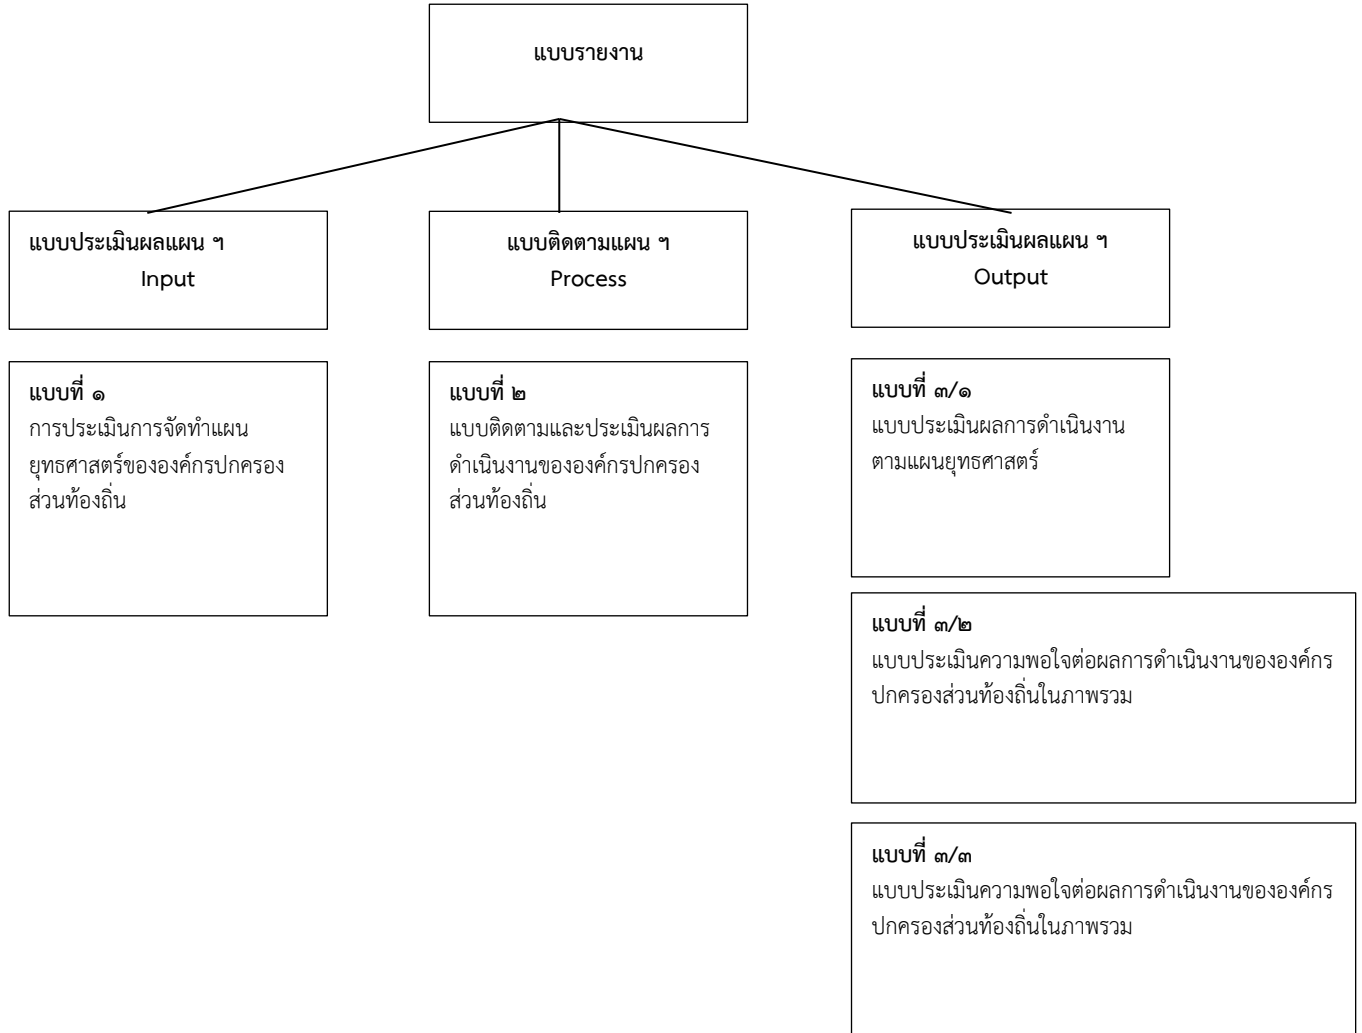 แบบรายงาน
แบบประเมินผลแผน ฯ
Input
แบบติดตามแผน ฯ
Process
แบบประเมินผลแผน ฯ
Output
แบบที่ ๑
การประเมินการจัดทำแผน
ยุทธศาสตร์ขององค์กรปกครอง
ส่วนท้องถิ่น
แบบที่ ๒
แบบติดตามและประเมินผลการ
ดำเนินงานขององค์กรปกครอง
ส่วนท้องถิ่น
แบบที่ ๓/๑
แบบประเมินผลการดำเนินงาน
ตามแผนยุทธศาสตร์
แบบที่ ๓/๒
แบบประเมินความพอใจต่อผลการดำเนินงานขององค์กร
ปกครองส่วนท้องถิ่นในภาพรวม
แบบที่ ๓/๓
แบบประเมินความพอใจต่อผลการดำเนินงานขององค์กร
ปกครองส่วนท้องถิ่นในภาพรวม